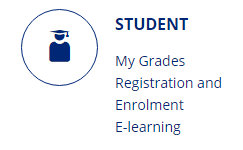 STUDENT
My Grades
Registration and
Enrolment
E-learning